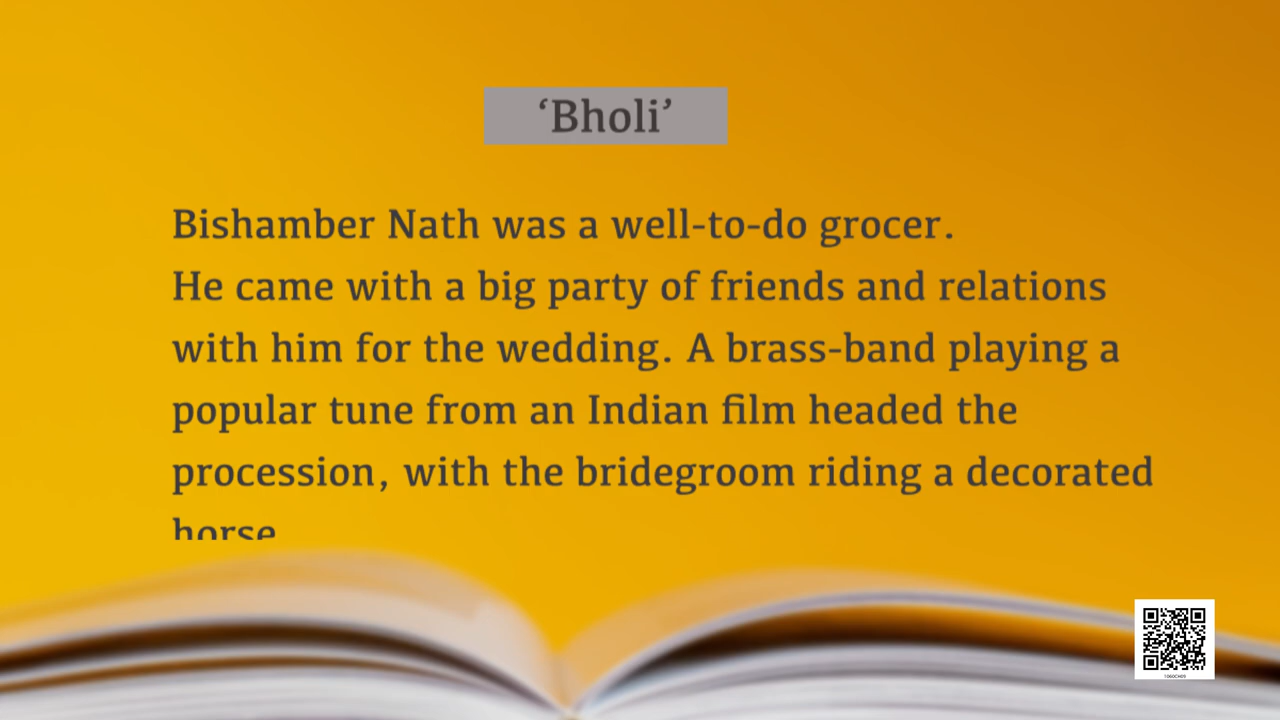 ‘Bholi’
Bishamber Nath was a well-to-do grocer.
He came with a big party of friends and relations
with him for the wedding. A brass-band playing a
popular tune from an Indian film headed the
procession, with the bridegroom riding a decorated
horse